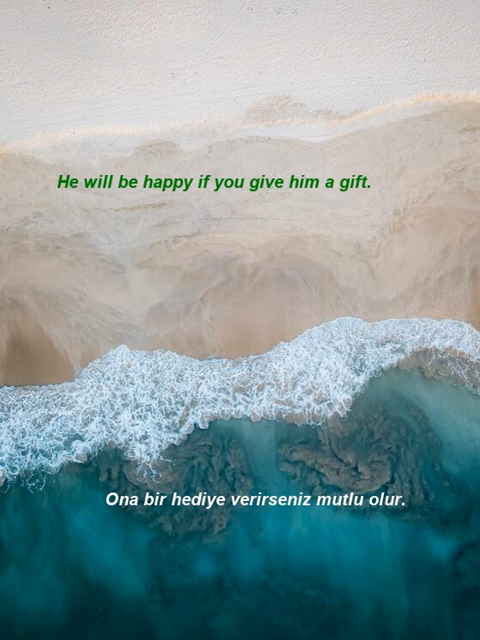 He will be happy if you give him a gift.
Ona bir hediye verirseniz mutlu olur.